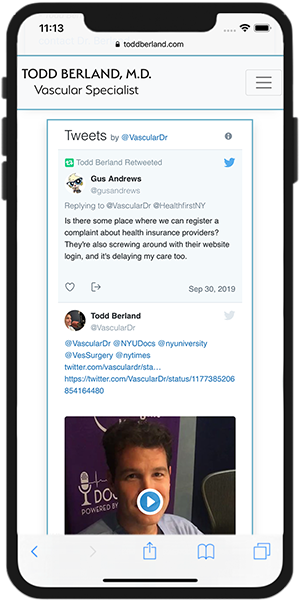 11:13
toddberland.com
TODD BERLAND, M.D.
Vascular Specialist
Tweets by @VascularDr
Todd Berland Retweeted
Gus Andrews
@gusandrews
Replying to @VascularDr @HealthfirstNY
Is there some place where we can register a
complaint about health insurance providers?
They're also screwing around with their website
login, and it's delaying my care too.
Sep 30, 2019
Todd Berland
@VascularDr
@VascularDr @NYUDocs @nyuniversity
@VesSurgery @nytimes
twitter.com/vasculardr/sta…
https://twitter.com/VascularDr/status/1177385206
854164480
DOC
POWERED BY